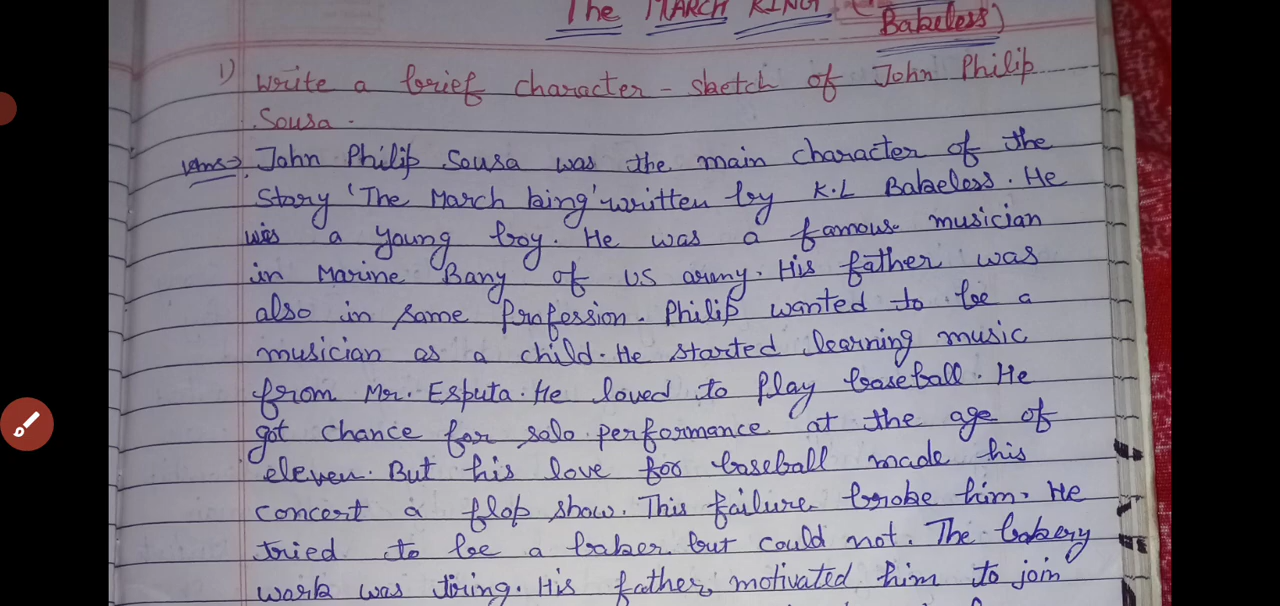 The MARCH KING (
Bakeless)
1) Write a brief character-sketch of John Philip
Sousa.
Ans⇒ John Philip Sousa was the main character of the
Story 'The March king' written by K.L Bakeless. He
was a young boy. He was a famous musician
in Marine Bany of US army. His father was
also in same profession. Philip wanted to be a
musician as a child. He started learning music
from Mr. Esputa. He loved to play baseball. He
got chance for solo performance at the age of
eleven. But his love for baseball made his
concert a flop show. This failure broke him. He
tried to be a baker but could not. The bakery
work was tiring. His father motivated him to join